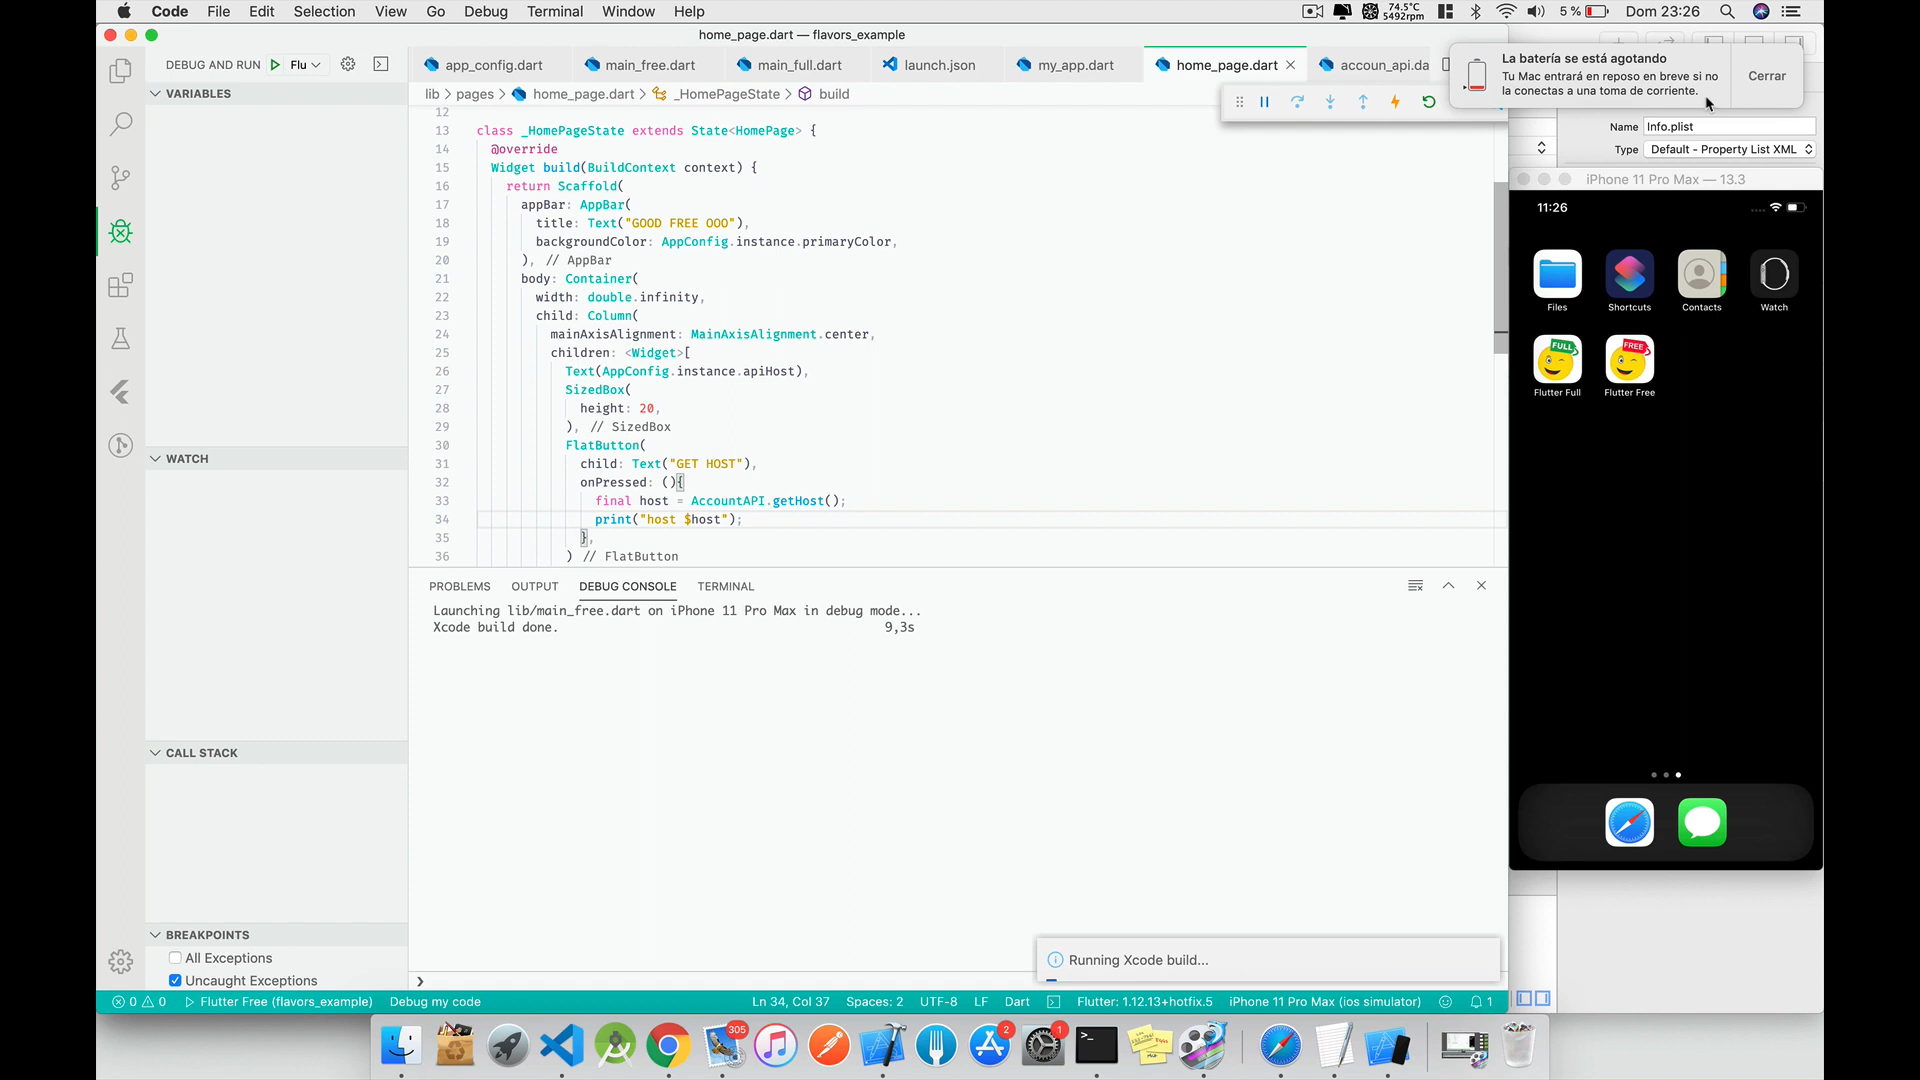 Code File Edit Selection View Go Debug Terminal Window Help
74.5°C
5492rpm
5 % Dom 23:26
home_page.dart — flavors_example
DEBUG AND RUN Flu
app_config.dart main_free.dart main_full.dart launch.json my_app.dart home_page.dart accoun_api.da
lib > pages > home_page.dart > _HomePageState > build
VARIABLES
WATCH
CALL STACK
BREAKPOINTS
All Exceptions
Uncaught Exceptions
12
13 class _HomePageState extends State<HomePage> {
14 @override
15 Widget build(BuildContext context) {
16 return Scaffold(
17 appBar: AppBar(
18 title: Text("GOOD FREE OOO"),
19 backgroundColor: AppConfig.instance.primaryColor,
20 ), // AppBar
21 body: Container(
22 width: double.infinity,
23 child: Column(
24 mainAxisAlignment: MainAxisAlignment.center,
25 children: <Widget>[
26 Text(AppConfig.instance.apiHost),
27 SizedBox(
28 height: 20,
29 ), // SizedBox
30 FlatButton(
31 child: Text("GET HOST"),
32 onPressed: (){
33 final host = AccountAPI.getHost();
34 print("host $host");
35 },
36 ) // FlatButton
PROBLEMS OUTPUT DEBUG CONSOLE TERMINAL
Launching lib/main_free.dart on iPhone 11 Pro Max in debug mode...
Xcode build done. 9,3s
Running Xcode build...
0 0 Flutter Free (flavors_example) Debug my code Ln 34, Col 37 Spaces: 2 UTF-8 LF Dart Flutter: 1.12.13+hotfix.5 iPhone 11 Pro Max (ios simulator) 1
La batería se está agotando
Tu Mac entrará en reposo en breve si no
la conectas a una toma de corriente.
Cerrar
Name Info.plist
Type Default - Property List XML
iPhone 11 Pro Max — 13.3
11:26
Files Shortcuts Contacts Watch
FULL FREE
Flutter Full Flutter Free
305 2 1